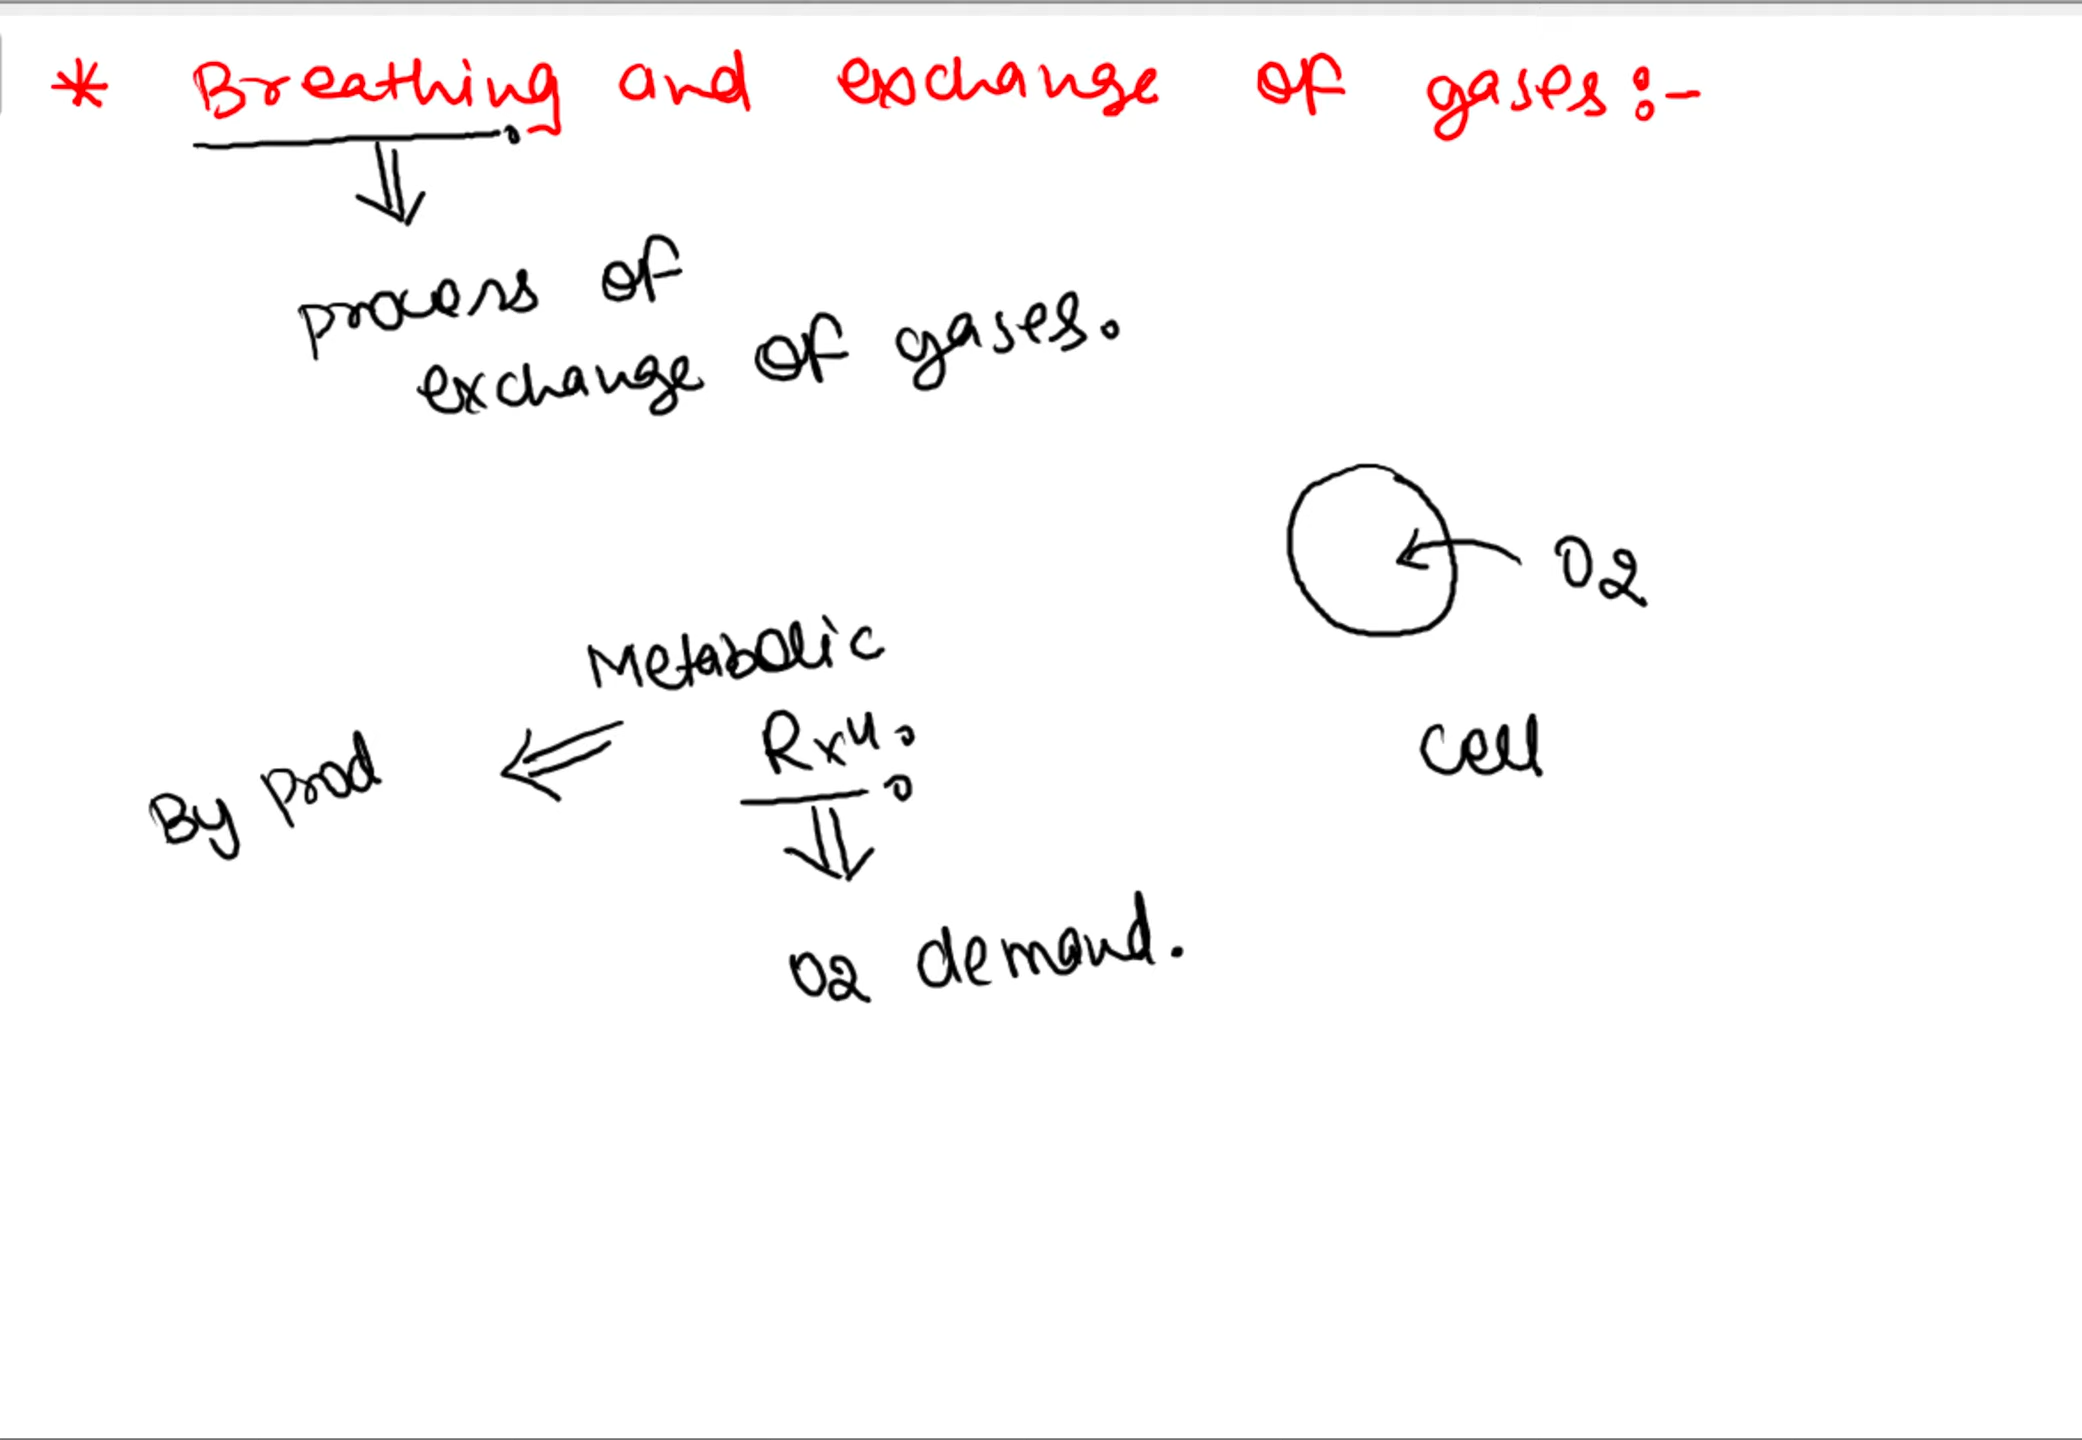 * Breathing and exchange of gases:-
process of
exchange of gases.
O2
Metabolic
Rxn.
Cell
By Prod
O2 demand.